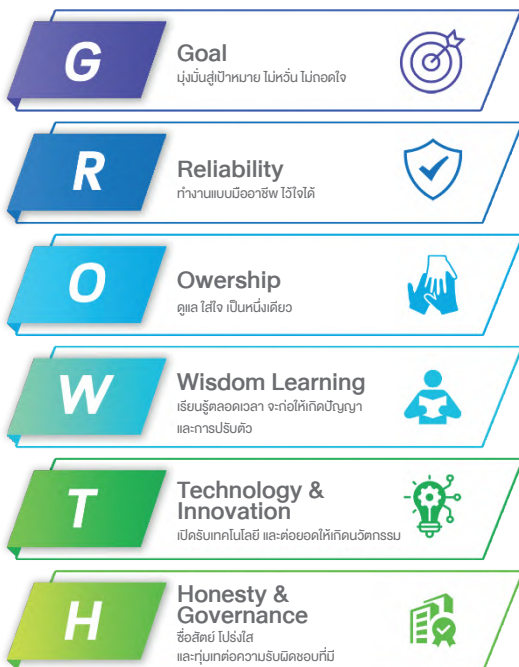 G
Goal
มุ่งมั่นสู่เป้าหมาย ไม่หวั่น ไม่ถอดใจ
R
Reliability
ทำงานแบบมืออาชีพ ไว้ใจได้
O
Owership
ดูแล ใส่ใจ เป็นหนึ่งเดียว
W
Wisdom Learning
เรียนรู้ตลอดเวลา จะก่อให้เกิดปัญญา
และการปรับตัว
T
Technology &
Innovation
เปิดรับเทคโนโลยี และต่อยอดให้เกิดนวัตกรรม
H
Honesty &
Governance
ซื่อสัตย์ โปร่งใส
และทุ่มเทต่อความรับผิดชอบที่มี